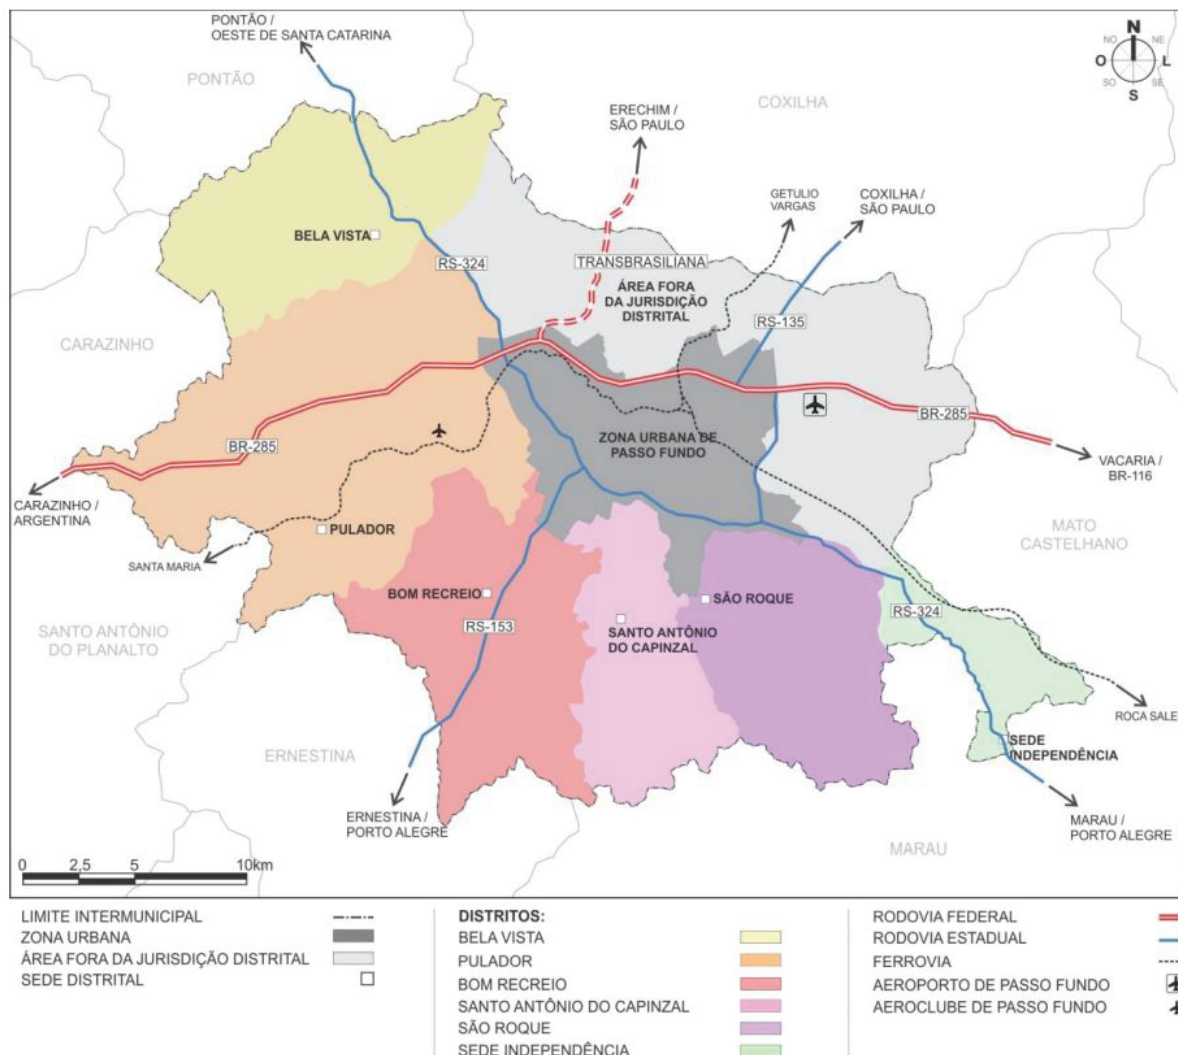 PONTÃO /
OESTE DE SANTA CATARINA
PONTÃO
COXILHA
N
NO
NE
O
L
SO
SE
S
ERECHIM /
SÃO PAULO
GETULIO
VARGAS
COXILHA /
SÃO PAULO
BELA VISTA
RS-324
TRANSBRASILIANA
ÁREA FORA
DA JURISDIÇÃO
DISTRITAL
RS-135
CARAZINHO
BR-285
BR-285
ZONA URBANA DE
PASSO FUNDO
VACARIA /
BR-116
CARAZINHO /
ARGENTINA
PULADOR
SANTA MARIA
MATO
CASTELHANO
BOM RECREIO
SÃO ROQUE
RS-324
RS-153
SANTO ANTÔNIO
DO CAPINZAL
SANTO ANTÔNIO
DO PLANALTO
ROCA SALE
SEDE
INDEPENDÊNCIA
ERNESTINA
ERNESTINA /
PORTO ALEGRE
MARAU /
PORTO ALEGRE
MARAU
0 2,5 5 10km
LIMITE INTERMUNICIPAL
ZONA URBANA
ÁREA FORA DA JURISDIÇÃO DISTRITAL
SEDE DISTRITAL
DISTRITOS:
BELA VISTA
PULADOR
BOM RECREIO
SANTO ANTÔNIO DO CAPINZAL
SÃO ROQUE
SEDE INDEPENDÊNCIA
RODOVIA FEDERAL
RODOVIA ESTADUAL
FERROVIA
AEROPORTO DE PASSO FUNDO
AEROCLUBE DE PASSO FUNDO